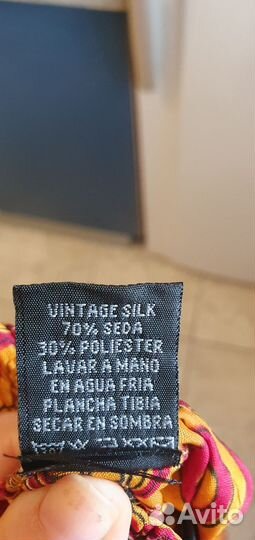 VINTAGE SILK
70% SEDA
30% POLIESTER
LAVAR A MANO
EN AGUA FRIA
PLANCHA TIBIA
SECAR EN SOMBRA
Avito